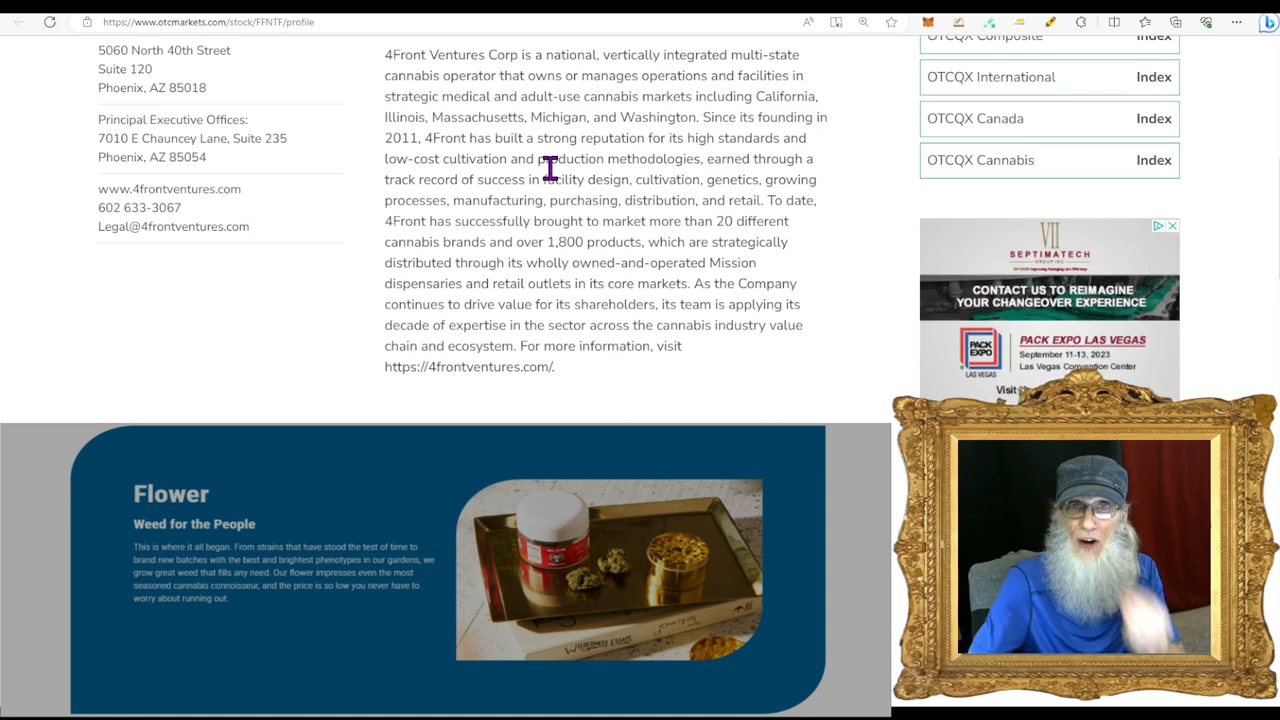 https://www.otcmarkets.com/stock/FFNTF/profile
5060 North 40th Street
Suite 120
Phoenix, AZ 85018
Principal Executive Offices:
7010 E Chauncey Lane, Suite 235
Phoenix, AZ 85054
www.4frontventures.com
602 633-3067
Legal@4frontventures.com
4Front Ventures Corp is a national, vertically integrated multi-state
cannabis operator that owns or manages operations and facilities in
strategic medical and adult-use cannabis markets including California,
Illinois, Massachusetts, Michigan, and Washington. Since its founding in
2011, 4Front has built a strong reputation for its high standards and
low-cost cultivation and production methodologies, earned through a
track record of success in facility design, cultivation, genetics, growing
processes, manufacturing, purchasing, distribution, and retail. To date,
4Front has successfully brought to market more than 20 different
cannabis brands and over 1,800 products, which are strategically
distributed through its wholly owned-and-operated Mission
dispensaries and retail outlets in its core markets. As the Company
continues to drive value for its shareholders, its team is applying its
decade of expertise in the sector across the cannabis industry value
chain and ecosystem. For more information, visit
https://4frontventures.com/.
OTCQX Composite Index
OTCQX International Index
OTCQX Canada Index
OTCQX Cannabis Index
VII
SEPTIMATECH
GROUP INC.
CONTACT US TO REIMAGINE
YOUR CHANGEOVER EXPERIENCE
PACK EXPO
LAS VEGAS
PACK EXPO LAS VEGAS
September 11-13, 2023
Las Vegas Convention Center
Visit
Flower
Weed for the People
This is where it all began. From strains that have stood the test of time to
brand new batches with the best and brightest phenotypes in our gardens, we
grow great weed that fills any need. Our flower impresses even the most
seasoned cannabis connoisseur, and the price is so low you never have to
worry about running out.